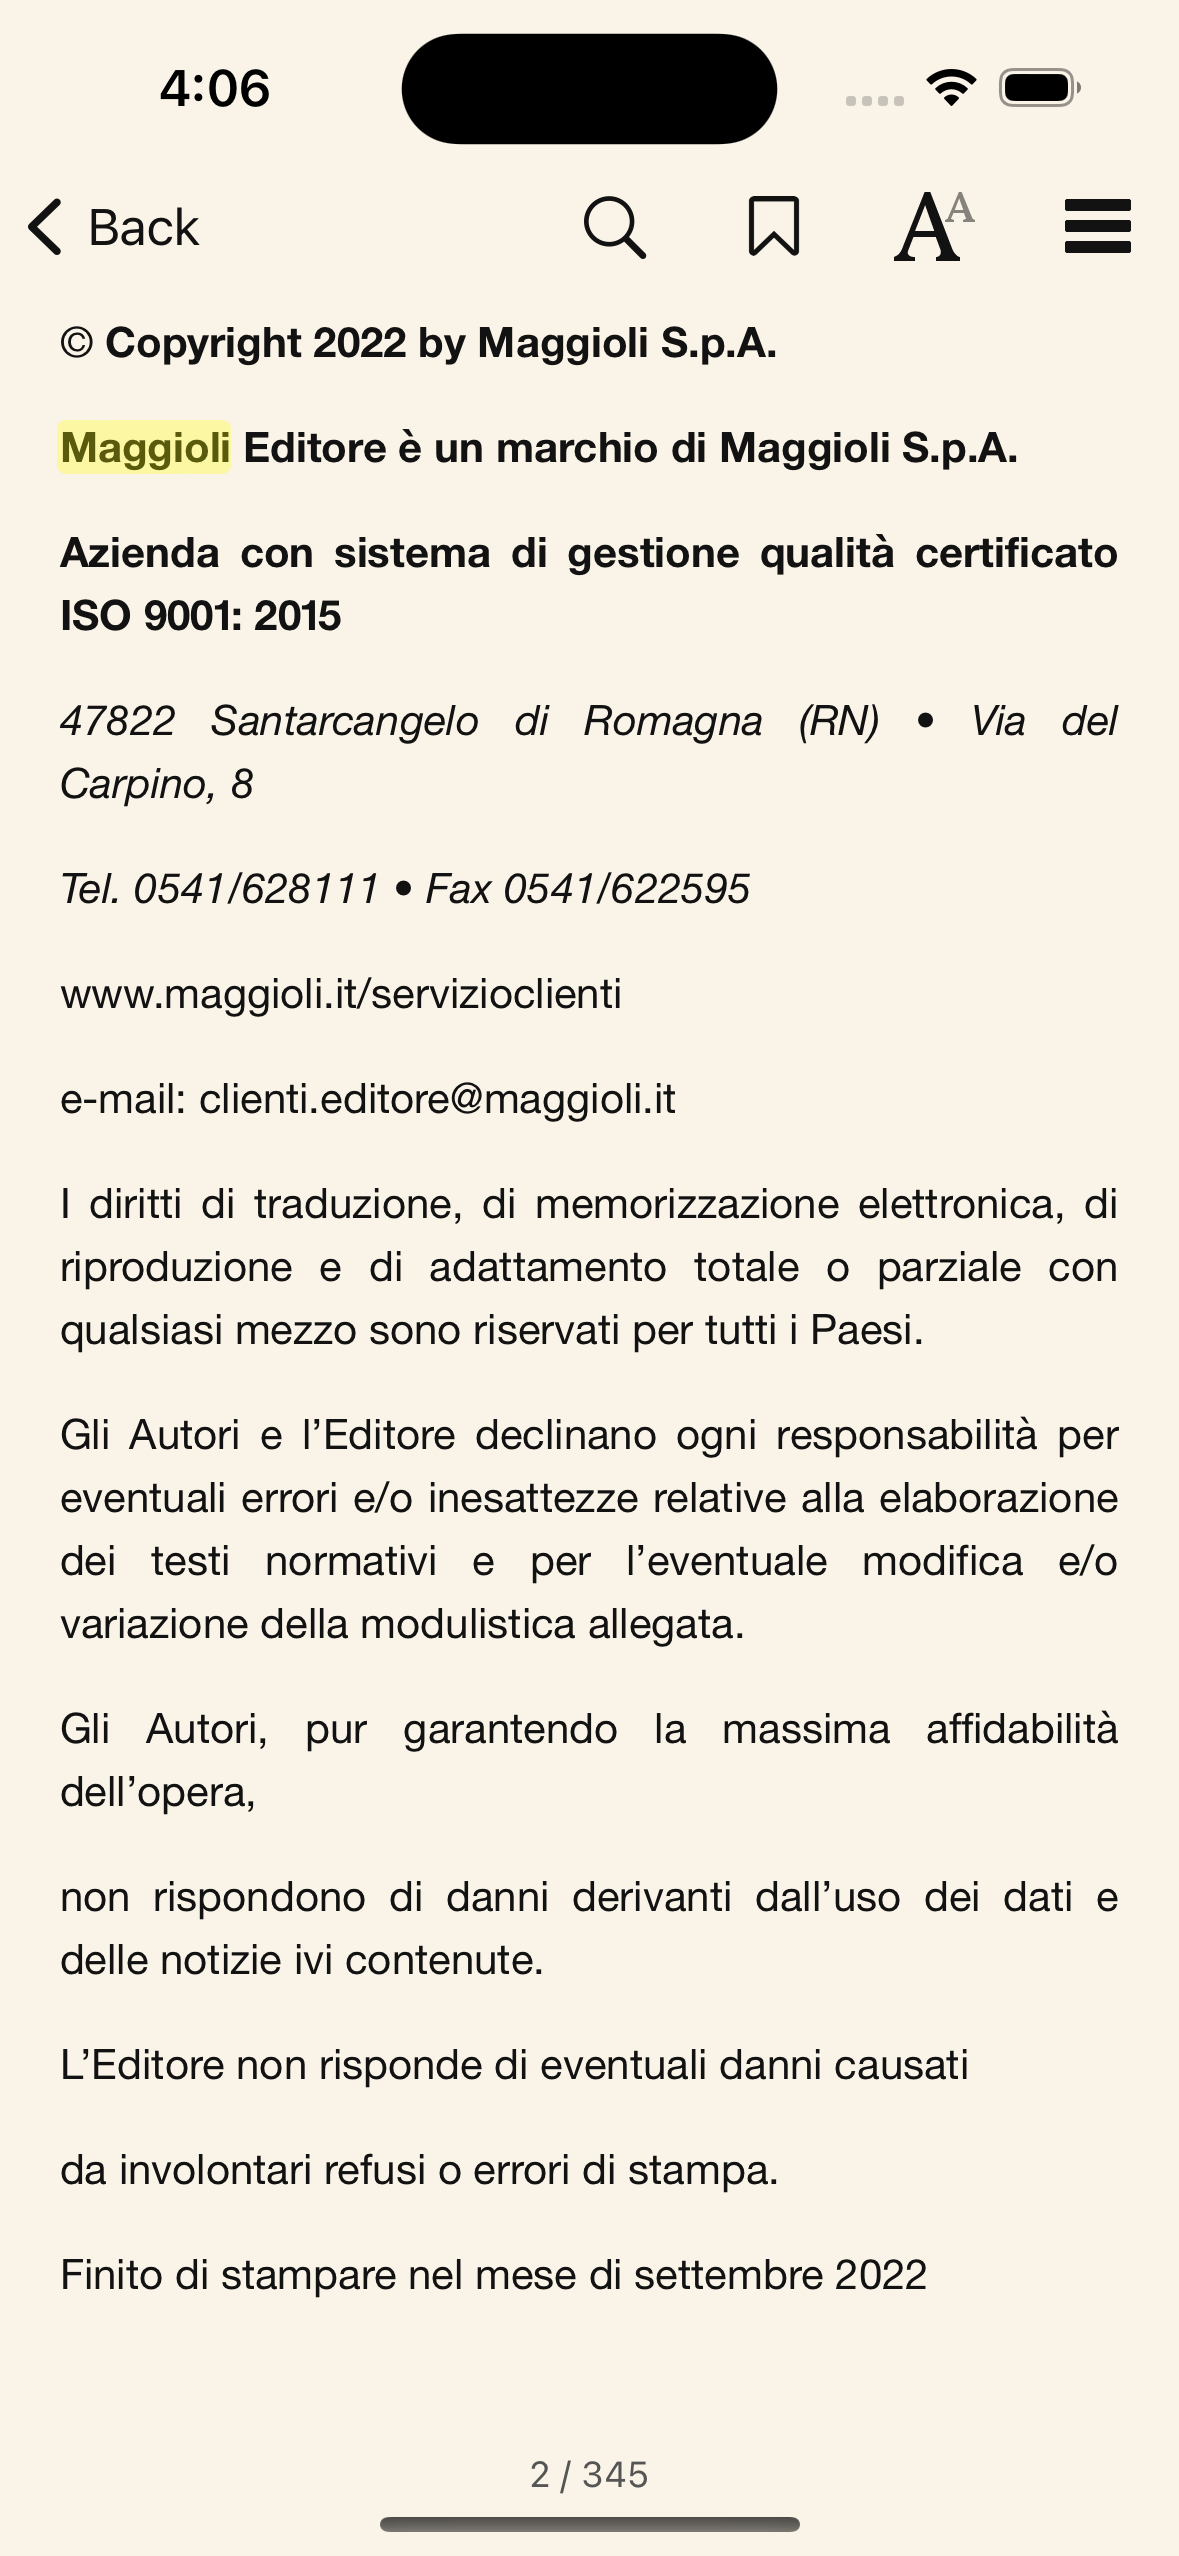 4:06
Back
AA
© Copyright 2022 by Maggioli S.p.A.
Maggioli Editore è un marchio di Maggioli S.p.A.
Azienda con sistema di gestione qualità certificato
ISO 9001: 2015
47822 Santarcangelo di Romagna (RN) • Via del
Carpino, 8
Tel. 0541/628111 • Fax 0541/622595
www.maggioli.it/servizioclienti
e-mail: clienti.editore@maggioli.it
I diritti di traduzione, di memorizzazione elettronica, di
riproduzione e di adattamento totale o parziale con
qualsiasi mezzo sono riservati per tutti i Paesi.
Gli Autori e l’Editore declinano ogni responsabilità per
eventuali errori e/o inesattezze relative alla elaborazione
dei testi normativi e per l’eventuale modifica e/o
variazione della modulistica allegata.
Gli Autori, pur garantendo la massima affidabilità
dell’opera,
non rispondono di danni derivanti dall’uso dei dati e
delle notizie ivi contenute.
L’Editore non risponde di eventuali danni causati
da involontari refusi o errori di stampa.
Finito di stampare nel mese di settembre 2022
2 / 345